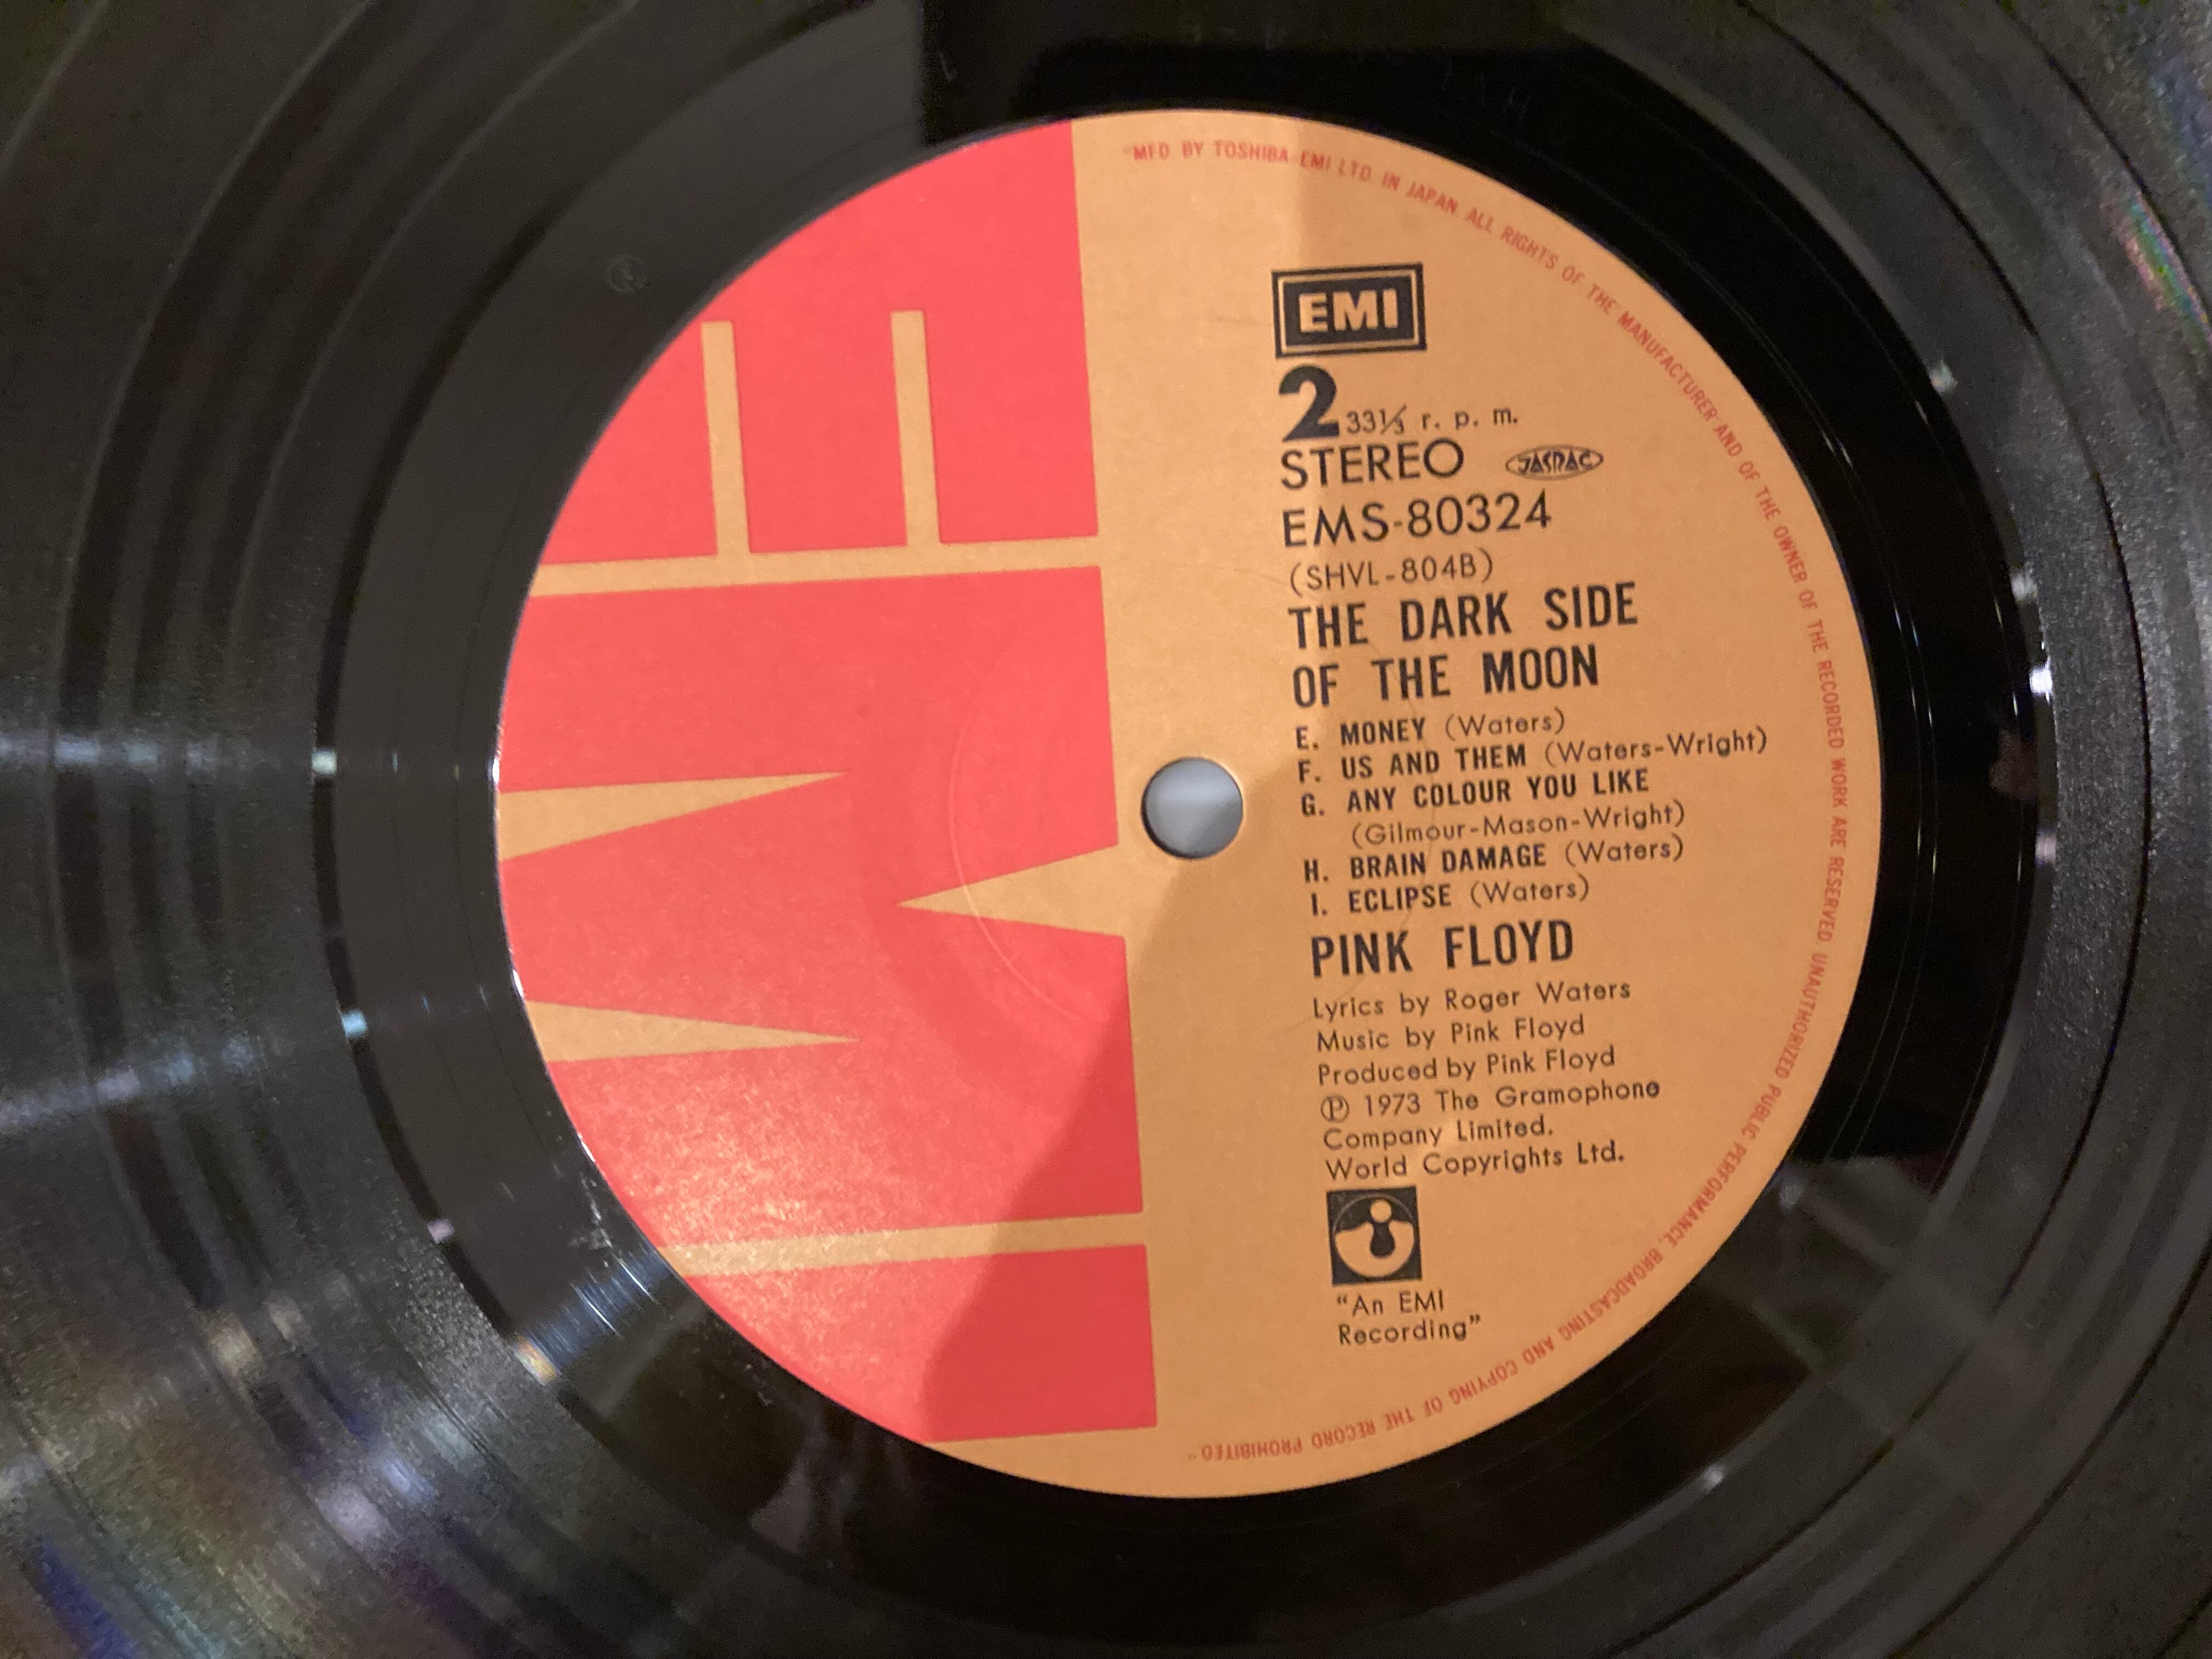 "MFD. BY TOSHIBA-EMI LTD. IN JAPAN. ALL RIGHTS OF THE MANUFACTURER AND OF THE OWNER OF THE RECORDED WORK ARE RESERVED. UNAUTHORIZED PUBLIC PERFORMANCE, BROADCASTING AND COPYING OF THE RECORD PROHIBITED"
EMI
EMI
2 33⅓ r. p. m.
STEREO JASRAC
EMS-80324
(SHVL-804B)
THE DARK SIDE
OF THE MOON
E. MONEY (Waters)
F. US AND THEM (Waters-Wright)
G. ANY COLOUR YOU LIKE
(Gilmour-Mason-Wright)
H. BRAIN DAMAGE (Waters)
I. ECLIPSE (Waters)
PINK FLOYD
Lyrics by Roger Waters
Music by Pink Floyd
Produced by Pink Floyd
Ⓟ 1973 The Gramophone
Company Limited.
World Copyrights Ltd.
"An EMI
Recording"